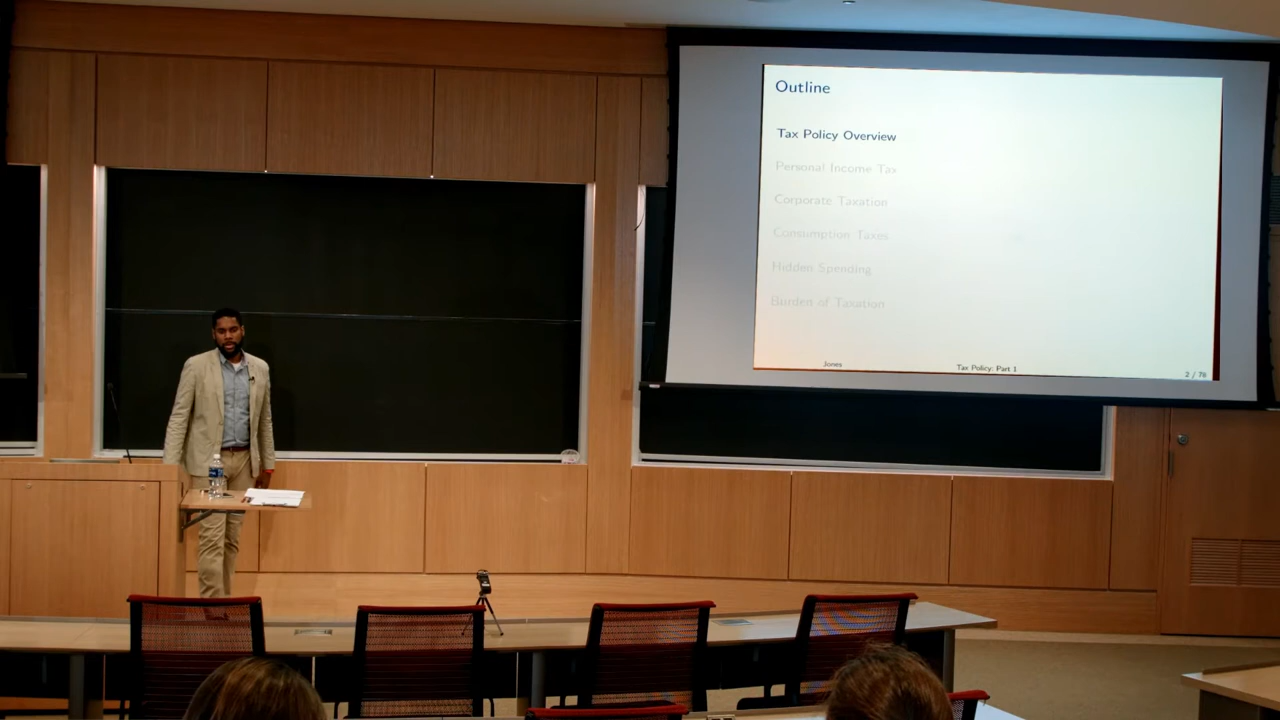 Outline
Tax Policy Overview
Personal Income Tax
Corporate Taxation
Consumption Taxes
Hidden Spending
Burden of Taxation
Jones
Tax Policy: Part 1
2 / 76